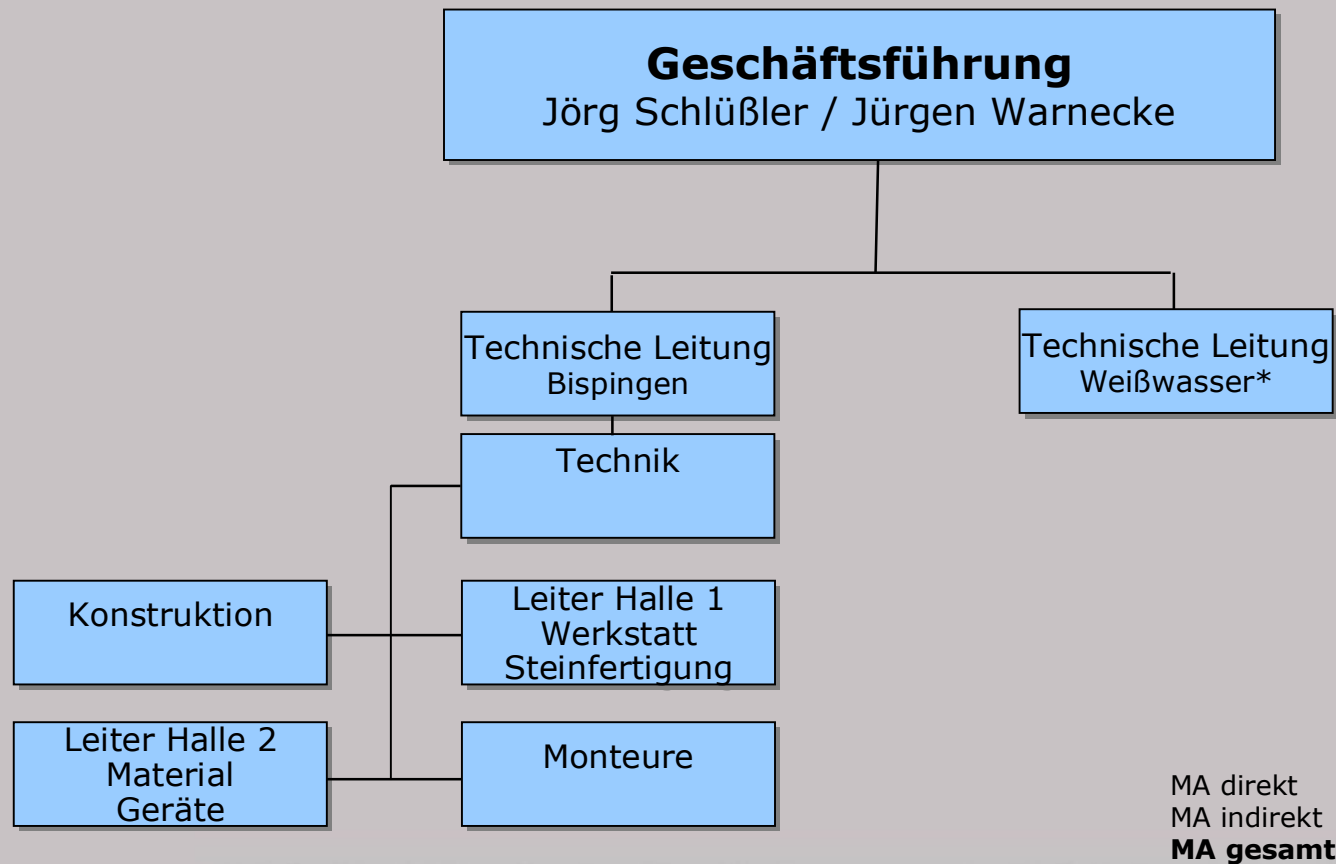 Geschäftsführung
Jörg Schlüßler / Jürgen Warnecke
Technische Leitung
Bispingen
Technische Leitung
Weißwasser*
Technik
Konstruktion
Leiter Halle 1
Werkstatt
Steinfertigung
Leiter Halle 2
Material
Geräte
Monteure
MA direkt
MA indirekt
MA gesamt